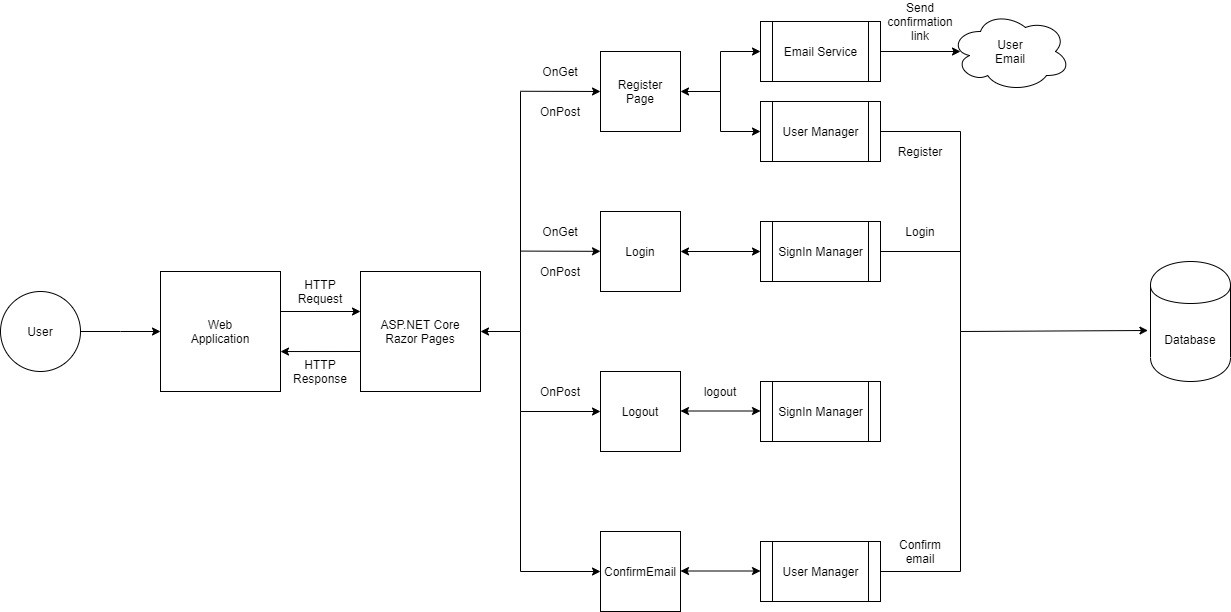 Send
confirmation
link
Email Service
User
Email
OnGet
Register
Page
OnPost
User Manager
Register
OnGet
Login
OnPost
SignIn Manager
Login
User
Web
Application
HTTP
Request
HTTP
Response
ASP.NET Core
Razor Pages
Database
OnPost
Logout
logout
SignIn Manager
ConfirmEmail
User Manager
Confirm
email